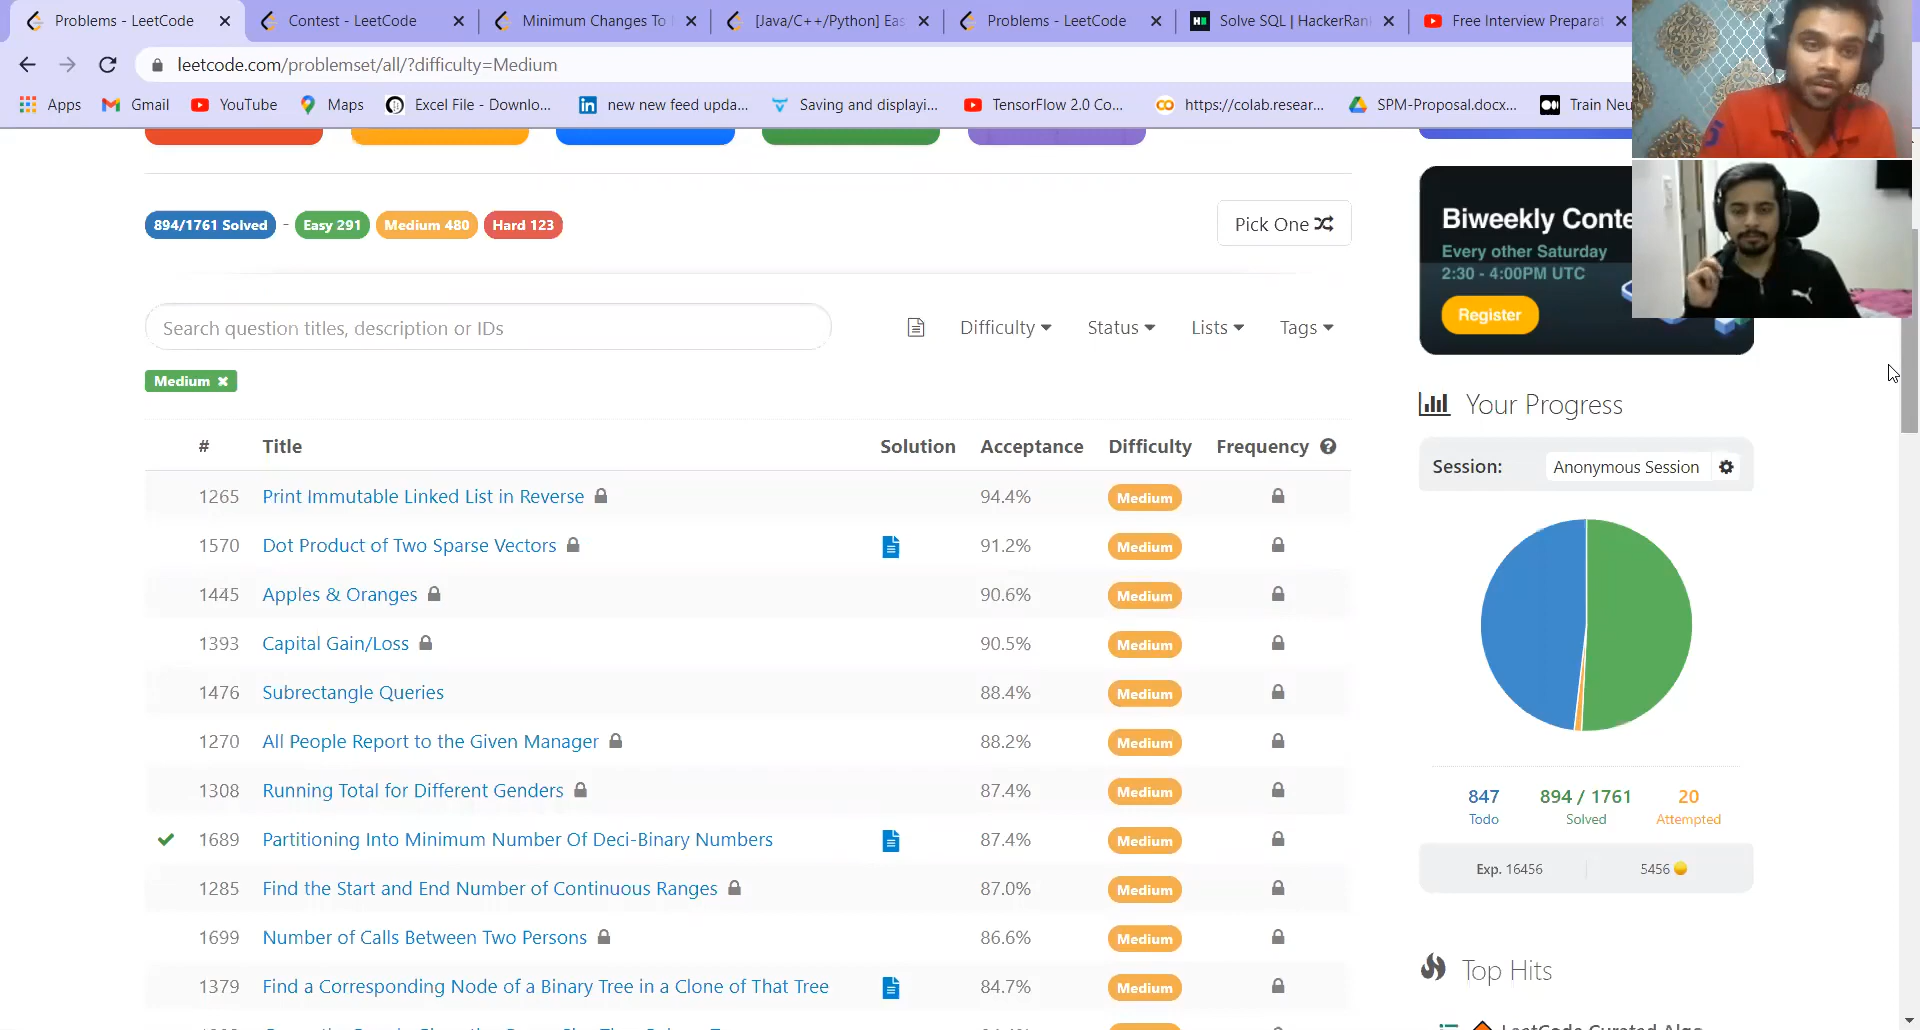 Problems - LeetCode
Contest - LeetCode
Minimum Changes To
[Java/C++/Python] Eas
Problems - LeetCode
Solve SQL | HackerRan
Free Interview Preparat
leetcode.com/problemset/all/?difficulty=Medium
Apps
Gmail
YouTube
Maps
Excel File - Downlo...
new new feed upda...
Saving and displayi...
TensorFlow 2.0 Co...
https://colab.resear...
SPM-Proposal.docx...
Train Neu
894/1761 Solved - Easy 291 Medium 480 Hard 123
Pick One
Search question titles, description or IDs
Difficulty Status Lists Tags
Medium ×
# Title Solution Acceptance Difficulty Frequency
1265 Print Immutable Linked List in Reverse 94.4% Medium
1570 Dot Product of Two Sparse Vectors 91.2% Medium
1445 Apples & Oranges 90.6% Medium
1393 Capital Gain/Loss 90.5% Medium
1476 Subrectangle Queries 88.4% Medium
1270 All People Report to the Given Manager 88.2% Medium
1308 Running Total for Different Genders 87.4% Medium
1689 Partitioning Into Minimum Number Of Deci-Binary Numbers 87.4% Medium
1285 Find the Start and End Number of Continuous Ranges 87.0% Medium
1699 Number of Calls Between Two Persons 86.6% Medium
1379 Find a Corresponding Node of a Binary Tree in a Clone of That Tree 84.7% Medium
Biweekly Conte
Every other Saturday
2:30 - 4:00PM UTC
Register
Your Progress
Session: Anonymous Session
847 894 / 1761 20
Todo Solved Attempted
Exp. 16456 5456
Top Hits
LeetCode Curated Algo